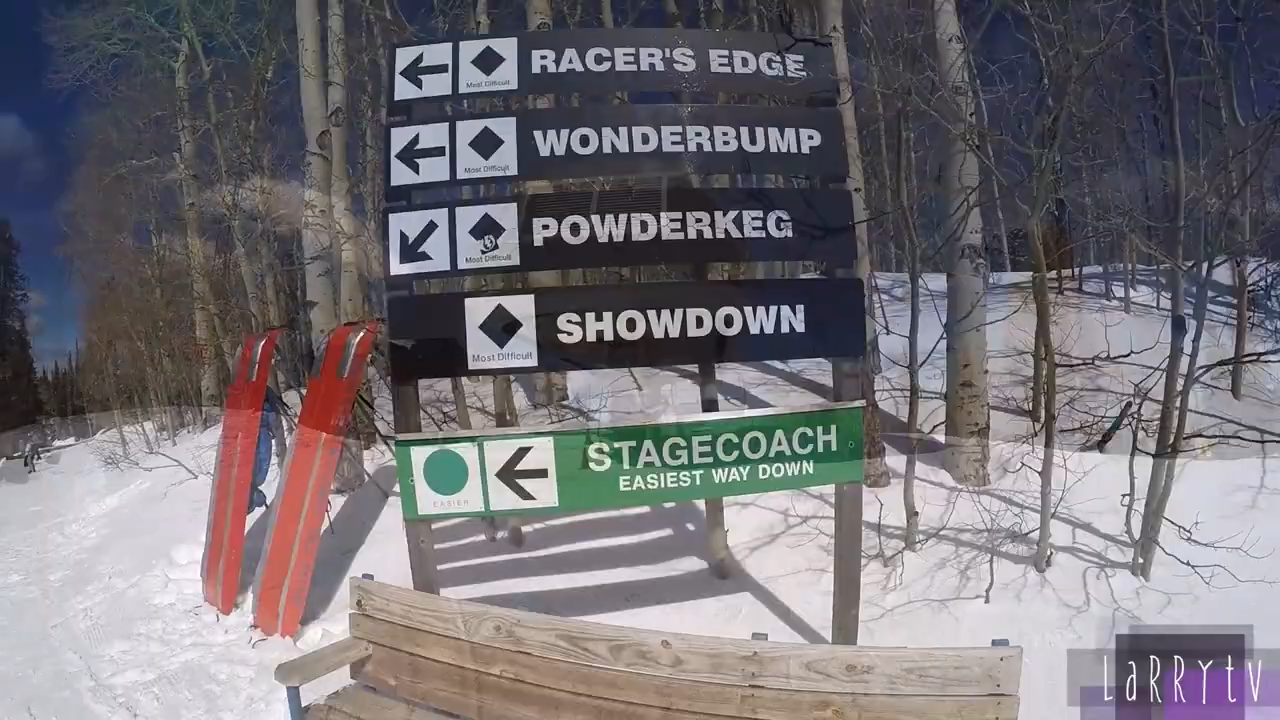 RACER'S EDGE
Most Difficult
WONDERBUMP
Most Difficult
POWDERKEG
Most Difficult
SHOWDOWN
Most Difficult
STAGECOACH
EASIEST WAY DOWN
EASIER
LaRRytv